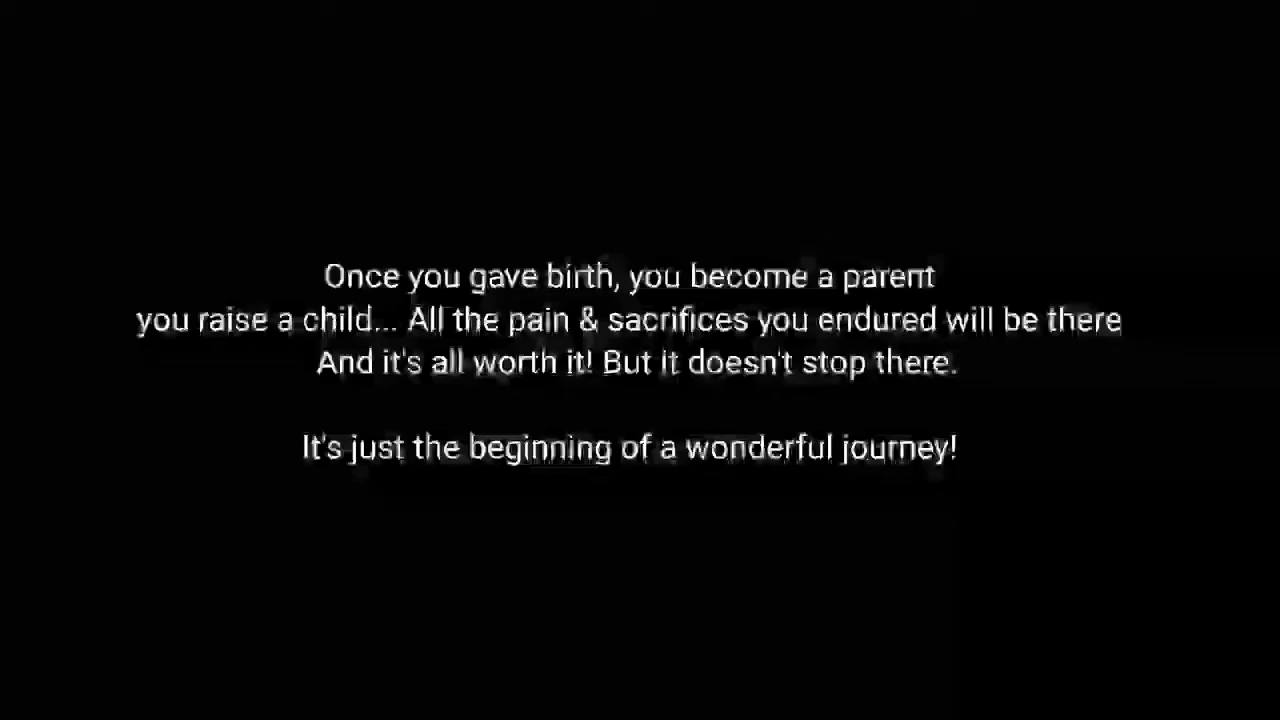 Once you gave birth, you become a parent
you raise a child... All the pain & sacrifices you endured will be there
And it's all worth it! But it doesn't stop there.
It's just the beginning of a wonderful journey!